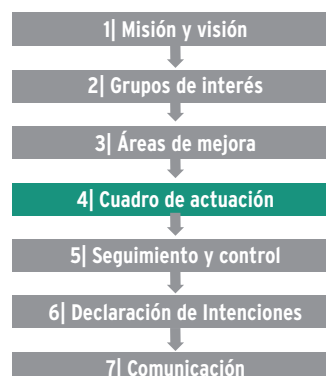 1| Misión y visión
2| Grupos de interés
3| Áreas de mejora
4| Cuadro de actuación
5| Seguimiento y control
6| Declaración de Intenciones
7| Comunicación